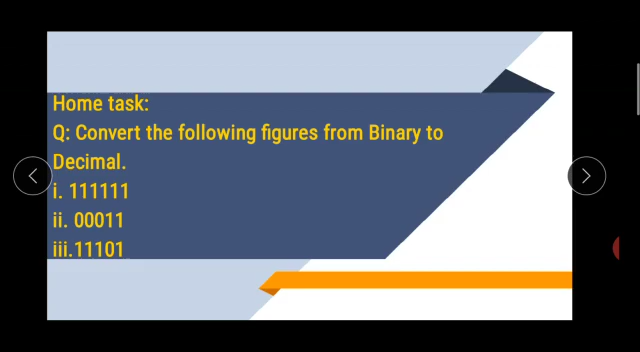 Home task:
Q: Convert the following figures from Binary to
Decimal.
i. 111111
ii. 00011
iii.11101